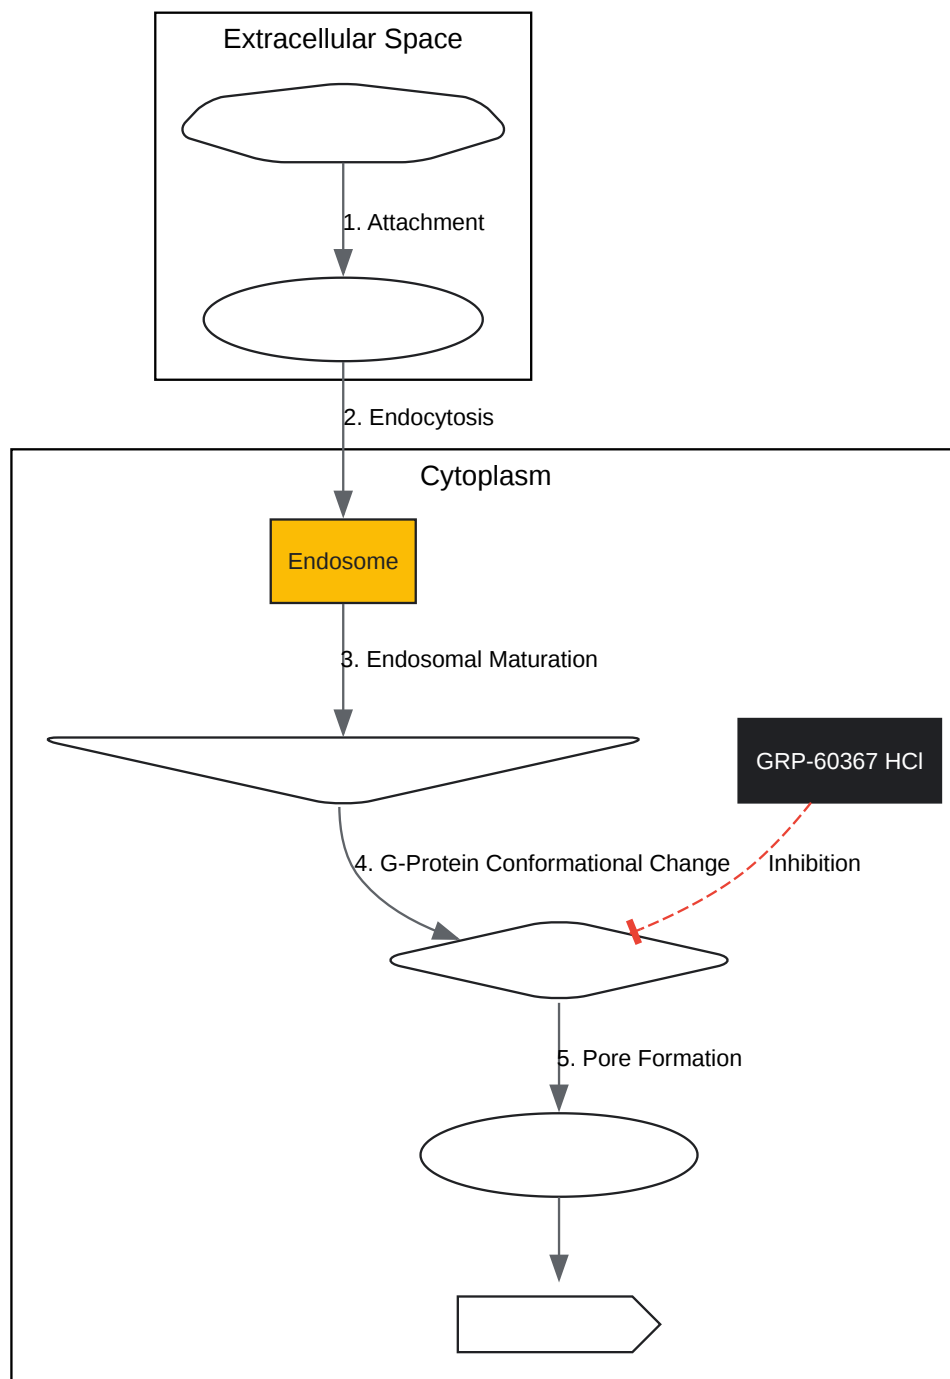 Extracellular Space
1. Attachment
2. Endocytosis
Cytoplasm
Endosome
3. Endosomal Maturation
GRP-60367 HCl
4. G-Protein Conformational Change
Inhibition
5. Pore Formation